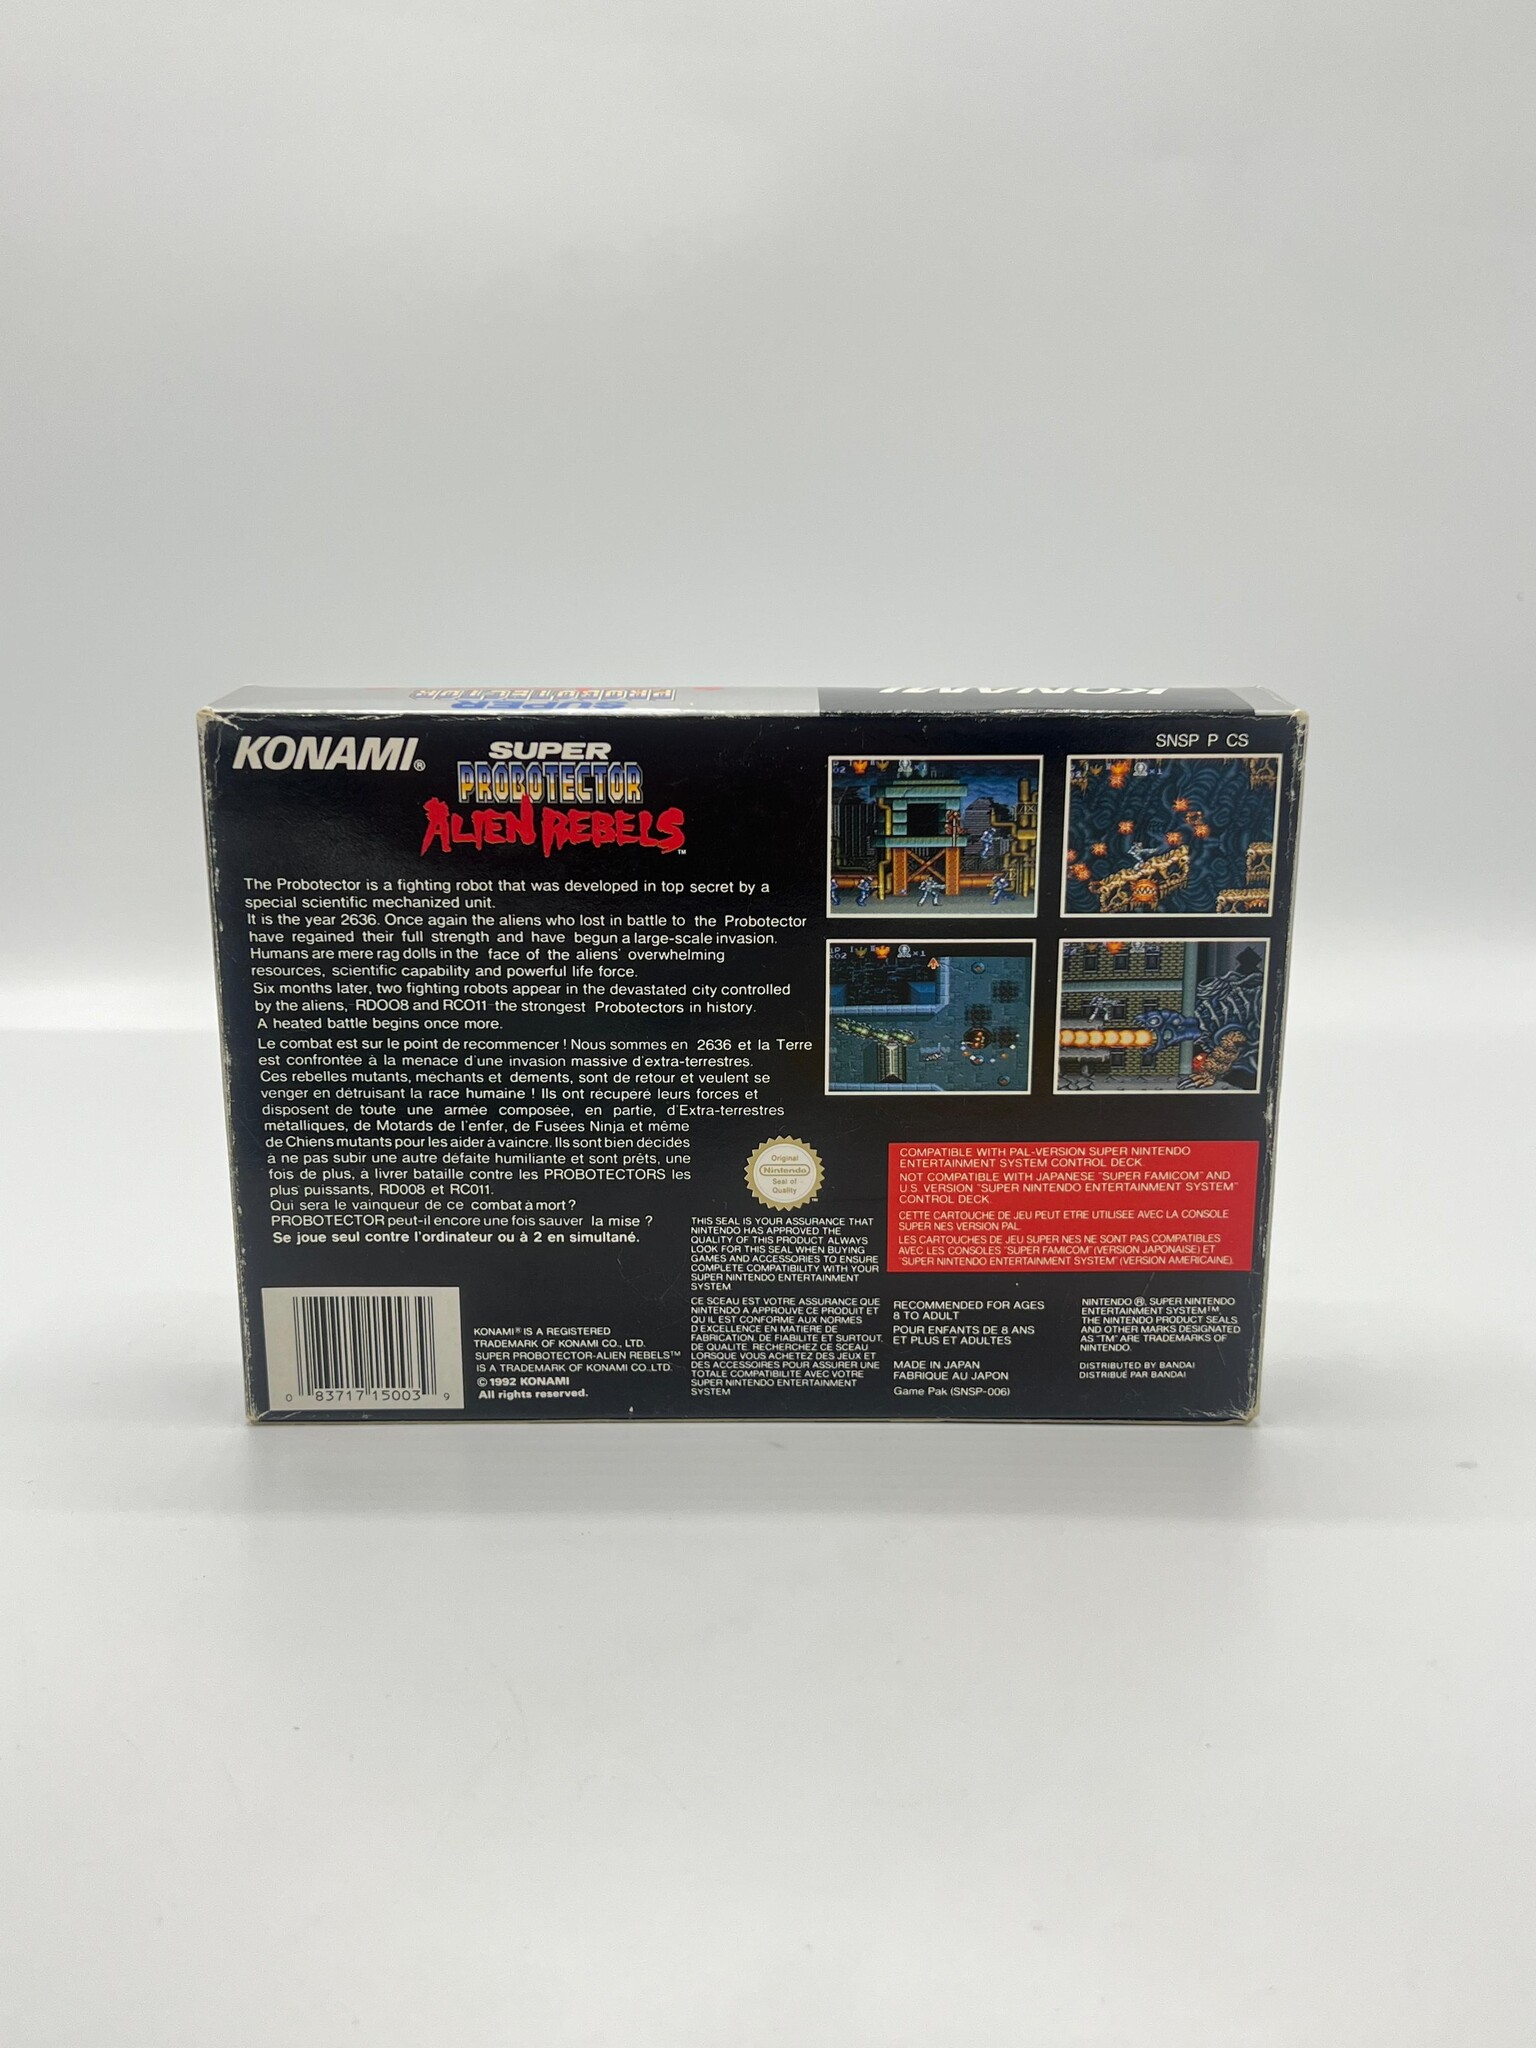 SUPER
PROBOTECTOR
KONAMI
KONAMI®
SUPER
PROBOTECTOR
ALIEN REBELS™
SNSP P CS
The Probotector is a fighting robot that was developed in top secret by a
special scientific mechanized unit.
It is the year 2636. Once again the aliens who lost in battle to the Probotector
have regained their full strength and have begun a large-scale invasion.
Humans are mere rag dolls in the face of the aliens' overwhelming
resources, scientific capability and powerful life force.
Six months later, two fighting robots appear in the devastated city controlled
by the aliens, RD008 and RC011 the strongest Probotectors in history.
A heated battle begins once more.
Le combat est sur le point de recommencer ! Nous sommes en 2636 et la Terre
est confrontée à la menace d'une invasion massive d'extra-terrestres.
Ces rebelles mutants, méchants et déments, sont de retour et veulent se
venger en détruisant la race humaine ! Ils ont récupéré leurs forces et
disposent de toute une armée composée, en partie, d'Extra-terrestres
métalliques, de Motards de l'enfer, de Fusées Ninja et même
de Chiens mutants pour les aider à vaincre. Ils sont bien décidés
à ne pas subir une autre défaite humiliante et sont prêts, une
fois de plus, à livrer bataille contre les PROBOTECTORS les
plus puissants, RD008 et RC011.
Qui sera le vainqueur de ce combat à mort ?
PROBOTECTOR peut-il encore une fois sauver la mise ?
Se joue seul contre l'ordinateur ou à 2 en simultané.
0 83717 15003 9
KONAMI® IS A REGISTERED
TRADEMARK OF KONAMI CO., LTD.
SUPER PROBOTECTOR-ALIEN REBELS™
IS A TRADEMARK OF KONAMI CO. LTD.
© 1992 KONAMI
All rights reserved.
Original
Nintendo
Seal of
Quality
THIS SEAL IS YOUR ASSURANCE THAT
NINTENDO HAS APPROVED THE
QUALITY OF THIS PRODUCT. ALWAYS
LOOK FOR THIS SEAL WHEN BUYING
GAMES AND ACCESSORIES TO ENSURE
COMPLETE COMPATIBILITY WITH YOUR
SUPER NINTENDO ENTERTAINMENT
SYSTEM
CE SCEAU EST VOTRE ASSURANCE QUE
NINTENDO A APPROUVE CE PRODUIT ET
QU IL EST CONFORME AUX NORMES
D EXCELLENCE EN MATIERE DE
FABRICATION, DE FIABILITE ET SURTOUT,
DE QUALITE. RECHERCHEZ CE SCEAU
LORSQUE VOUS ACHETEZ DES JEUX ET
DES ACCESSOIRES POUR ASSURER UNE
TOTALE COMPATIBILITE AVEC VOTRE
SUPER NINTENDO ENTERTAINMENT
SYSTEM
COMPATIBLE WITH PAL-VERSION SUPER NINTENDO
ENTERTAINMENT SYSTEM CONTROL DECK.
NOT COMPATIBLE WITH JAPANESE "SUPER FAMICOM" AND
U.S. VERSION "SUPER NINTENDO ENTERTAINMENT SYSTEM"
CONTROL DECK.
CETTE CARTOUCHE DE JEU PEUT ETRE UTILISEE AVEC LA CONSOLE
SUPER NES VERSION PAL.
LES CARTOUCHES DE JEU SUPER NES NE SONT PAS COMPATIBLES
AVEC LES CONSOLES "SUPER FAMICOM" (VERSION JAPONAISE) ET
"SUPER NINTENDO ENTERTAINMENT SYSTEM" (VERSION AMERICAINE).
RECOMMENDED FOR AGES
8 TO ADULT
POUR ENFANTS DE 8 ANS
ET PLUS ET ADULTES
MADE IN JAPAN
FABRIQUE AU JAPON
Game Pak (SNSP-006)
NINTENDO ®, SUPER NINTENDO
ENTERTAINMENT SYSTEM™,
THE NINTENDO PRODUCT SEALS
AND OTHER MARKS DESIGNATED
AS "TM" ARE TRADEMARKS OF
NINTENDO.
DISTRIBUTED BY BANDAI
DISTRIBUE PAR BANDAI